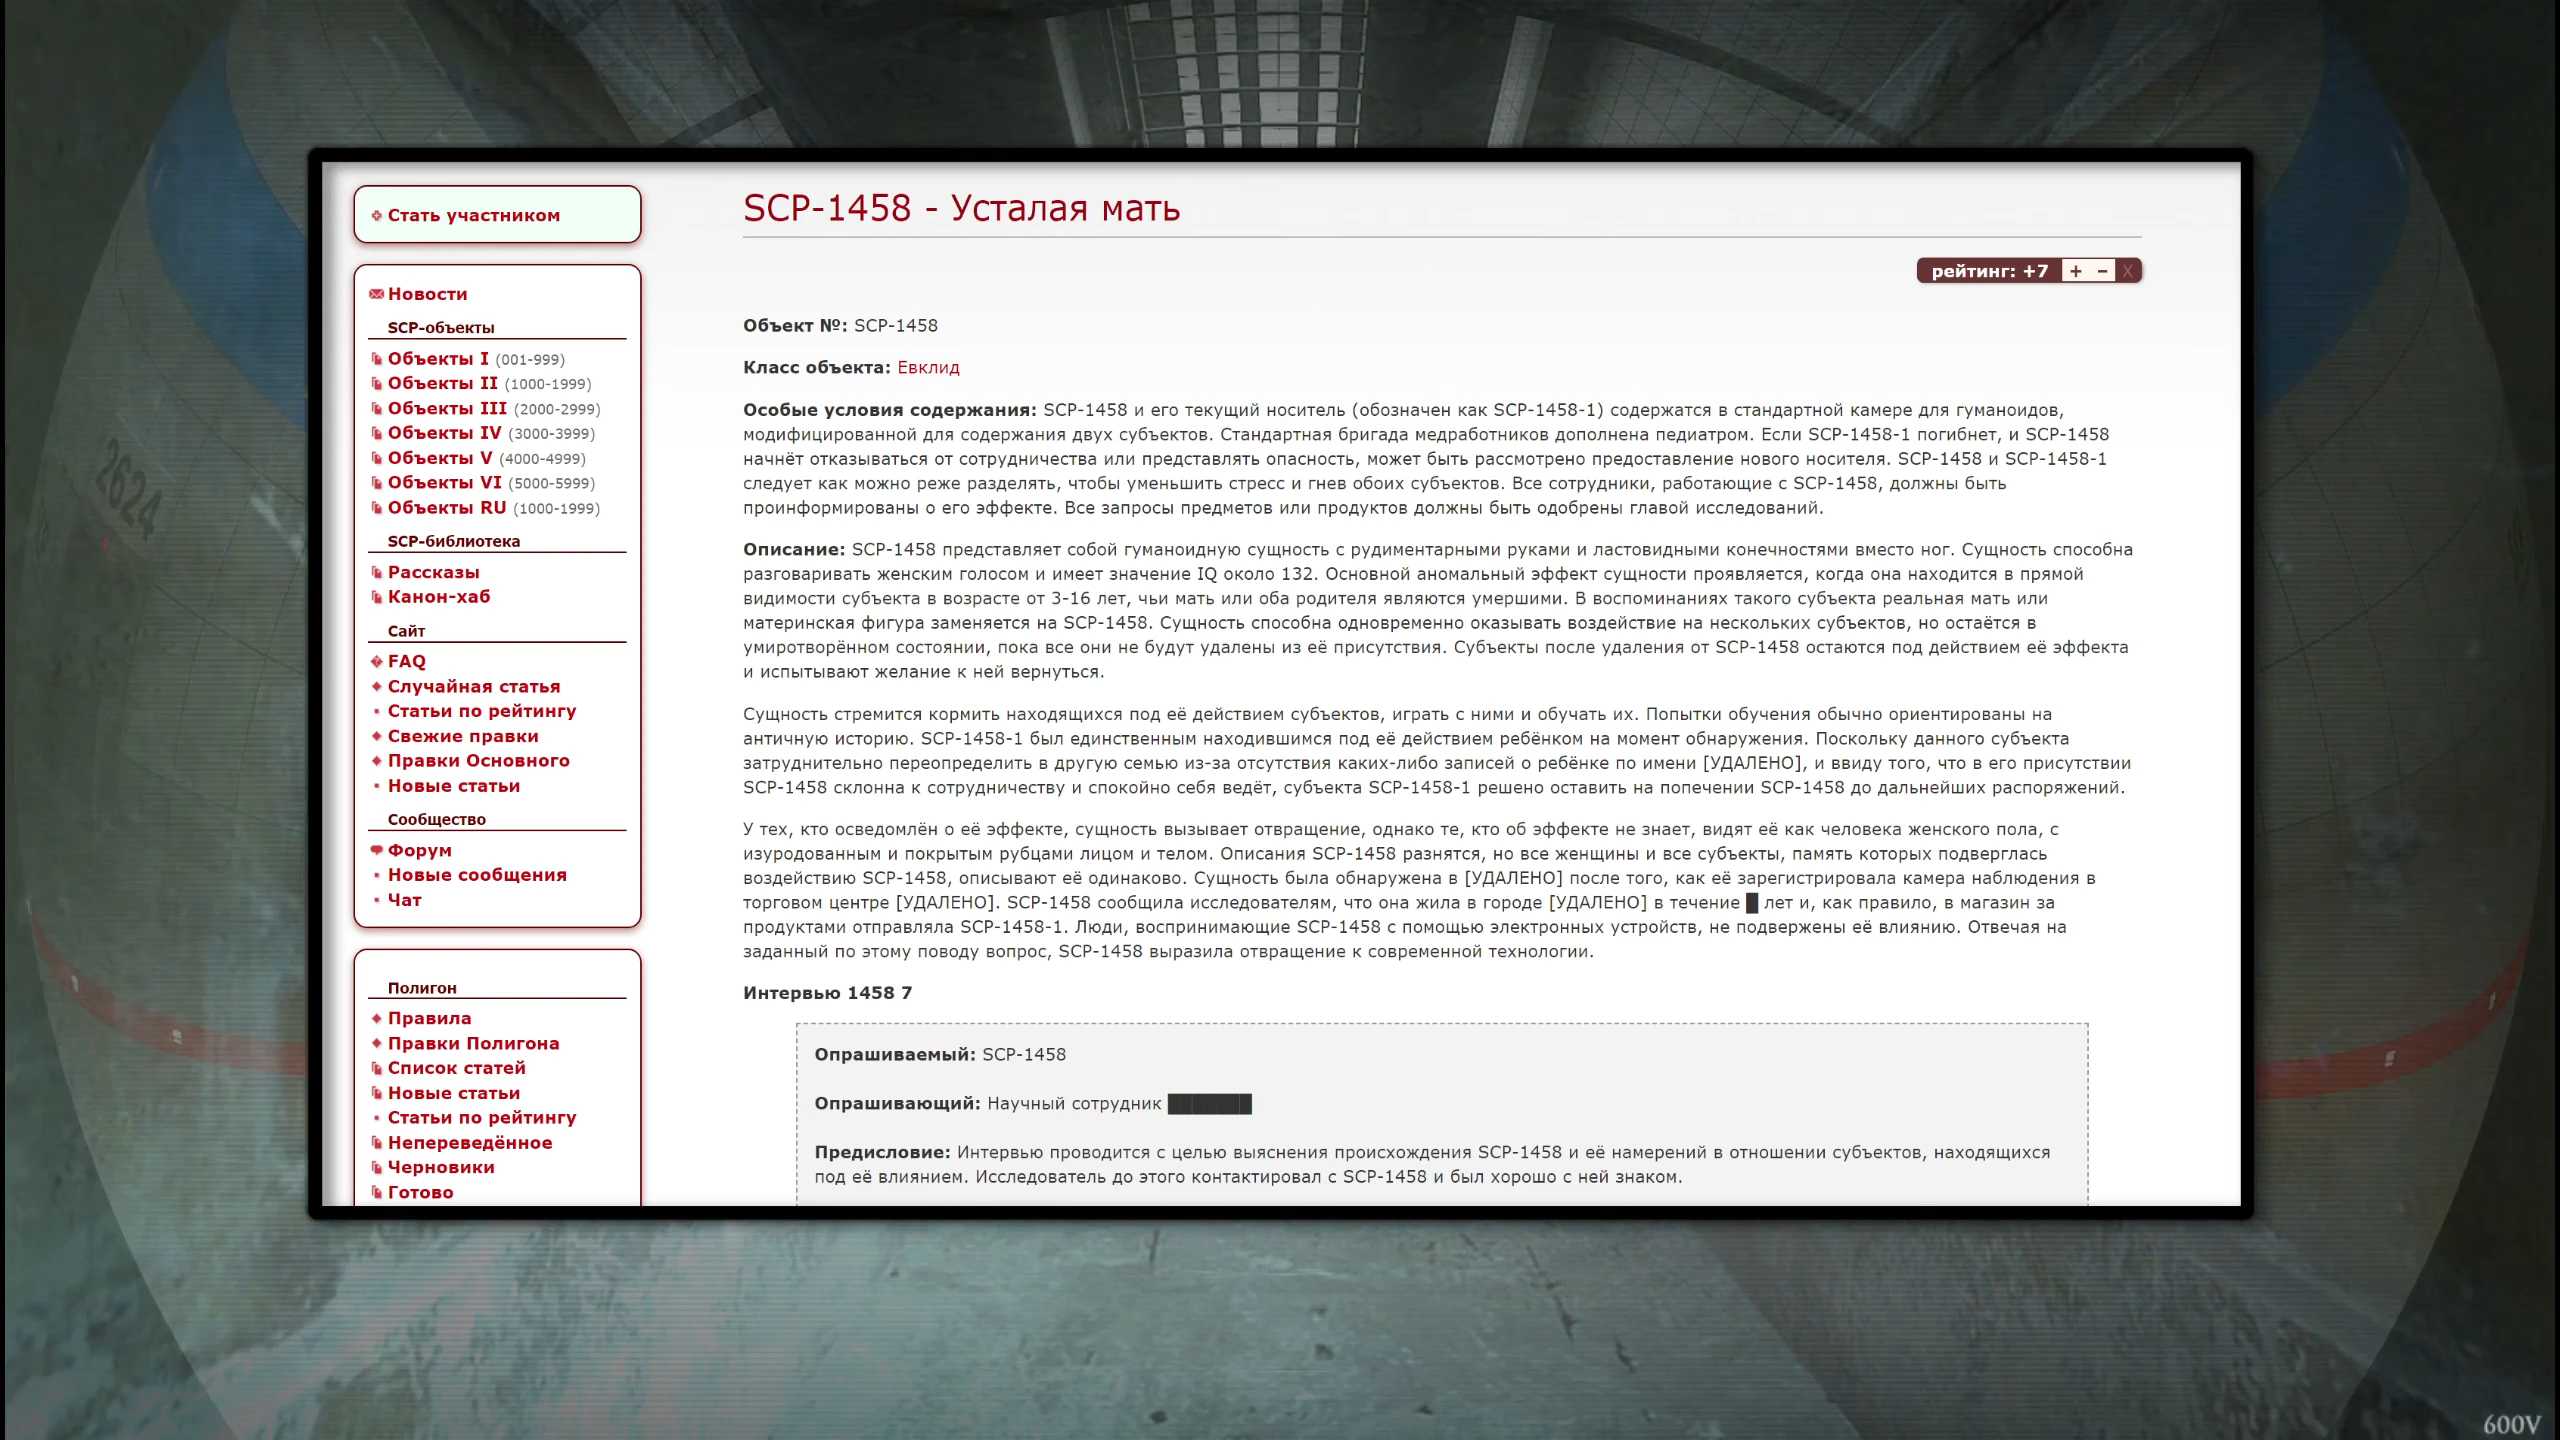 Стать участником
Новости
SCP-объекты
Объекты I (001-999)
Объекты II (1000-1999)
Объекты III (2000-2999)
Объекты IV (3000-3999)
Объекты V (4000-4999)
Объекты VI (5000-5999)
Объекты RU (1000-1999)
SCP-библиотека
Рассказы
Канон-хаб
Сайт
FAQ
Случайная статья
Статьи по рейтингу
Свежие правки
Правки Основного
Новые статьи
Сообщество
Форум
Новые сообщения
Чат
Полигон
Правила
Правки Полигона
Список статей
Новые статьи
Статьи по рейтингу
Непереведённое
Черновики
Готово
SCP-1458 - Усталая мать
рейтинг: +7 + – X
Объект №: SCP-1458
Класс объекта: Евклид
Особые условия содержания: SCP-1458 и его текущий носитель (обозначен как SCP-1458-1) содержатся в стандартной камере для гуманоидов,
модифицированной для содержания двух субъектов. Стандартная бригада медработников дополнена педиатром. Если SCP-1458-1 погибнет, и SCP-1458
начнёт отказываться от сотрудничества или представлять опасность, может быть рассмотрено предоставление нового носителя. SCP-1458 и SCP-1458-1
следует как можно реже разделять, чтобы уменьшить стресс и гнев обоих субъектов. Все сотрудники, работающие с SCP-1458, должны быть
проинформированы о его эффекте. Все запросы предметов или продуктов должны быть одобрены главой исследований.
Описание: SCP-1458 представляет собой гуманоидную сущность с рудиментарными руками и ластовидными конечностями вместо ног. Сущность способна
разговаривать женским голосом и имеет значение IQ около 132. Основной аномальный эффект сущности проявляется, когда она находится в прямой
видимости субъекта в возрасте от 3-16 лет, чьи мать или оба родителя являются умершими. В воспоминаниях такого субъекта реальная мать или
материнская фигура заменяется на SCP-1458. Сущность способна одновременно оказывать воздействие на нескольких субъектов, но остаётся в
умиротворённом состоянии, пока все они не будут удалены из её присутствия. Субъекты после удаления от SCP-1458 остаются под действием её эффекта
и испытывают желание к ней вернуться.
Сущность стремится кормить находящихся под её действием субъектов, играть с ними и обучать их. Попытки обучения обычно ориентированы на
античную историю. SCP-1458-1 был единственным находившимся под её действием ребёнком на момент обнаружения. Поскольку данного субъекта
затруднительно переопределить в другую семью из-за отсутствия каких-либо записей о ребёнке по имени [УДАЛЕНО], и ввиду того, что в его присутствии
SCP-1458 склонна к сотрудничеству и спокойно себя ведёт, субъекта SCP-1458-1 решено оставить на попечении SCP-1458 до дальнейших распоряжений.
У тех, кто осведомлён о её эффекте, сущность вызывает отвращение, однако те, кто об эффекте не знает, видят её как человека женского пола, с
изуродованным и покрытым рубцами лицом и телом. Описания SCP-1458 разнятся, но все женщины и все субъекты, память которых подверглась
воздействию SCP-1458, описывают её одинаково. Сущность была обнаружена в [УДАЛЕНО] после того, как её зарегистрировала камера наблюдения в
торговом центре [УДАЛЕНО]. SCP-1458 сообщила исследователям, что она жила в городе [УДАЛЕНО] в течение █ лет и, как правило, в магазин за
продуктами отправляла SCP-1458-1. Люди, воспринимающие SCP-1458 с помощью электронных устройств, не подвержены её влиянию. Отвечая на
заданный по этому поводу вопрос, SCP-1458 выразила отвращение к современной технологии.
Интервью 1458 7
Опрашиваемый: SCP-1458
Опрашивающий: Научный сотрудник ███████
Предисловие: Интервью проводится с целью выяснения происхождения SCP-1458 и её намерений в отношении субъектов, находящихся
под её влиянием. Исследователь до этого контактировал с SCP-1458 и был хорошо с ней знаком.
2624
600V